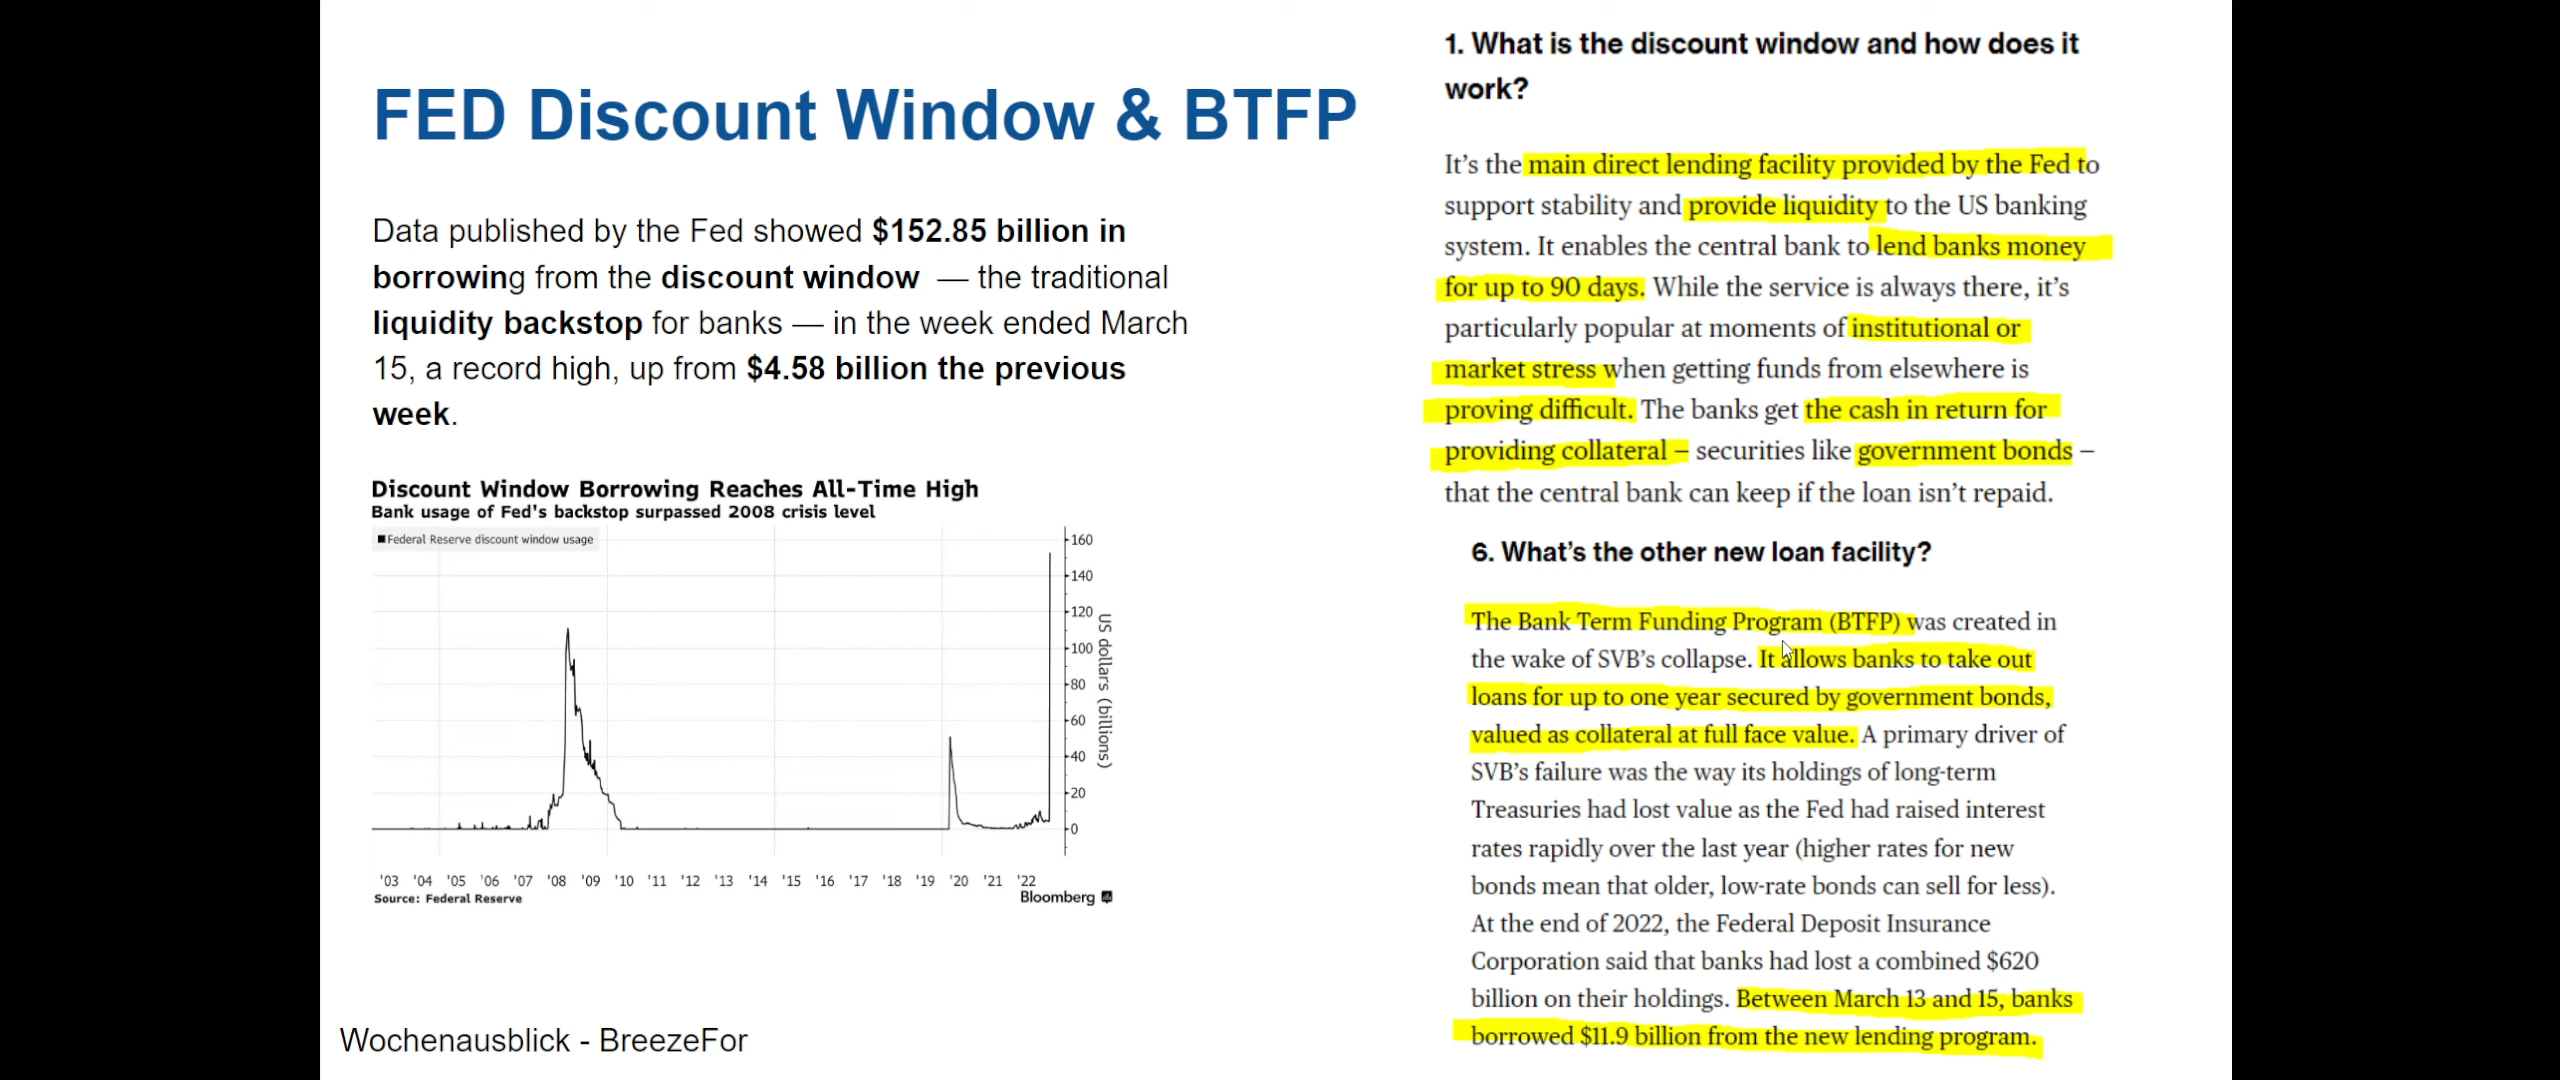 FED Discount Window & BTFP
Data published by the Fed showed $152.85 billion in
borrowing from the discount window — the traditional
liquidity backstop for banks — in the week ended March
15, a record high, up from $4.58 billion the previous
week.
Discount Window Borrowing Reaches All-Time High
Bank usage of Fed's backstop surpassed 2008 crisis level
Federal Reserve discount window usage
160
140
120
100
80
60
40
20
0
US dollars (billions)
'03 '04 '05 '06 '07 '08 '09 '10 '11 '12 '13 '14 '15 '16 '17 '18 '19 '20 '21 '22
Source: Federal Reserve
Bloomberg
Wochenausblick - BreezeFor
1. What is the discount window and how does it
work?
It’s the main direct lending facility provided by the Fed to
support stability and provide liquidity to the US banking
system. It enables the central bank to lend banks money
for up to 90 days. While the service is always there, it’s
particularly popular at moments of institutional or
market stress when getting funds from elsewhere is
proving difficult. The banks get the cash in return for
providing collateral – securities like government bonds –
that the central bank can keep if the loan isn’t repaid.
6. What’s the other new loan facility?
The Bank Term Funding Program (BTFP) was created in
the wake of SVB’s collapse. It allows banks to take out
loans for up to one year secured by government bonds,
valued as collateral at full face value. A primary driver of
SVB’s failure was the way its holdings of long-term
Treasuries had lost value as the Fed had raised interest
rates rapidly over the last year (higher rates for new
bonds mean that older, low-rate bonds can sell for less).
At the end of 2022, the Federal Deposit Insurance
Corporation said that banks had lost a combined $620
billion on their holdings. Between March 13 and 15, banks
borrowed $11.9 billion from the new lending program.